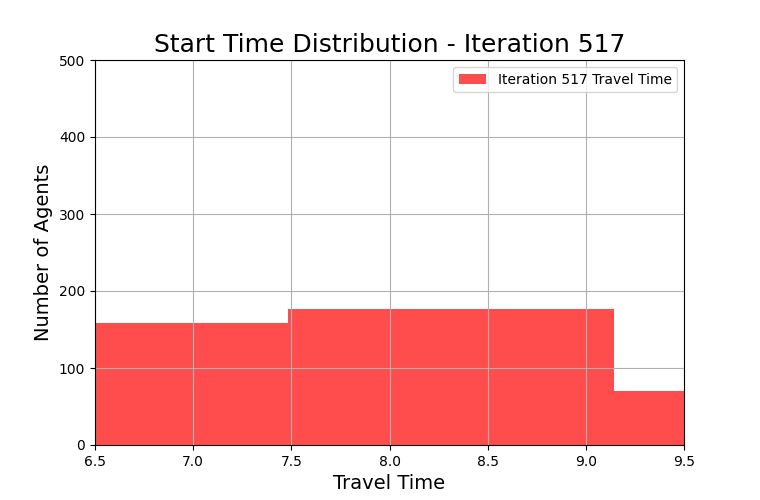 Start Time Distribution - Iteration 517
500
400
300
200
100
0
Number of Agents
Iteration 517 Travel Time
6.5 7.0 7.5 8.0 8.5 9.0 9.5
Travel Time